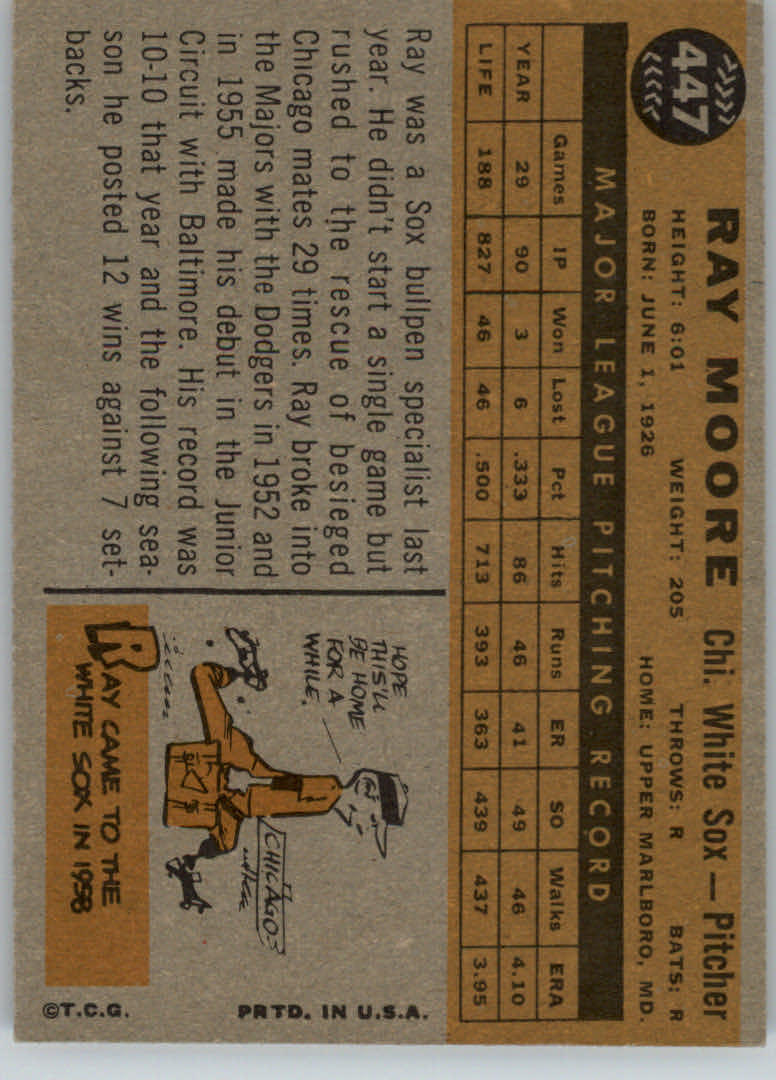 447
RAY MOORE Chi. White Sox — Pitcher
HEIGHT: 6:01 WEIGHT: 205 THROWS: R BATS: R
BORN: JUNE 1, 1926 HOME: UPPER MARLBORO, MD.
MAJOR LEAGUE PITCHING RECORD
Games IP Won Lost Pct Hits Runs ER SO Walks ERA
YEAR 29 90 3 6 .333 86 46 41 49 46 4.10
LIFE 188 827 46 46 .500 713 393 363 439 437 3.95
Ray was a Sox bullpen specialist last
year. He didn't start a single game but
rushed to the rescue of besieged
Chicago mates 29 times. Ray broke into
the Majors with the Dodgers in 1952 and
in 1955 made his debut in the Junior
Circuit with Baltimore. His record was
10-10 that year and the following sea-
son he posted 12 wins against 7 set-
backs.
HOPE
THIS'LL
BE HOME
FOR A
WHILE.
CHICAGO
RAY CAME TO THE
WHITE SOX IN 1958
©T.C.G. PRTD. IN U.S.A.